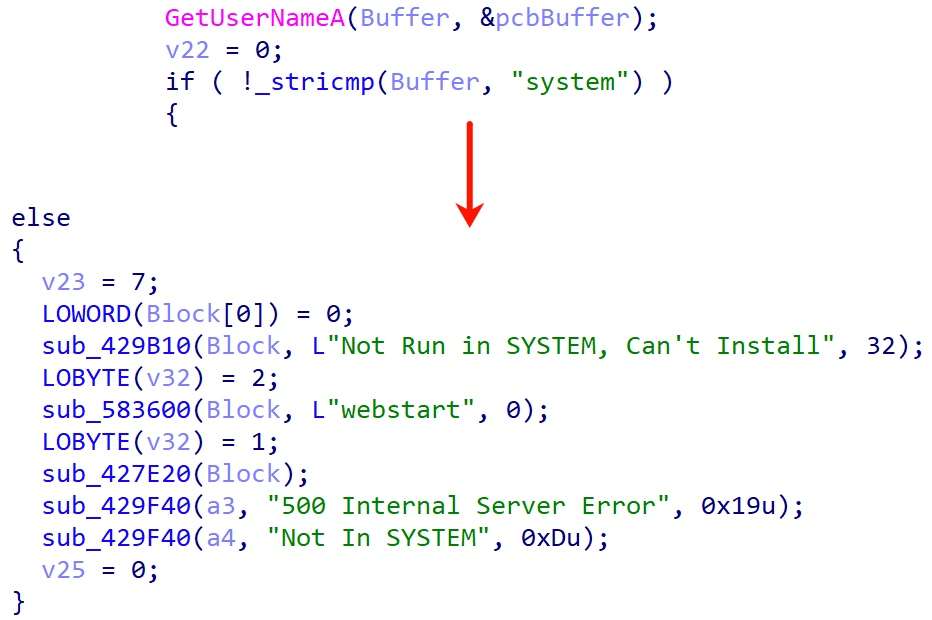 GetUserNameA(Buffer, &pcbBuffer);
v22 = 0;
if ( !_stricmp(Buffer, "system") )
{
else
{
v23 = 7;
LOWORD(Block[0]) = 0;
sub_429B10(Block, L"Not Run in SYSTEM, Can't Install", 32);
LOBYTE(v32) = 2;
sub_583600(Block, L"webstart", 0);
LOBYTE(v32) = 1;
sub_427E20(Block);
sub_429F40(a3, "500 Internal Server Error", 0x19u);
sub_429F40(a4, "Not In SYSTEM", 0xDu);
v25 = 0;
}